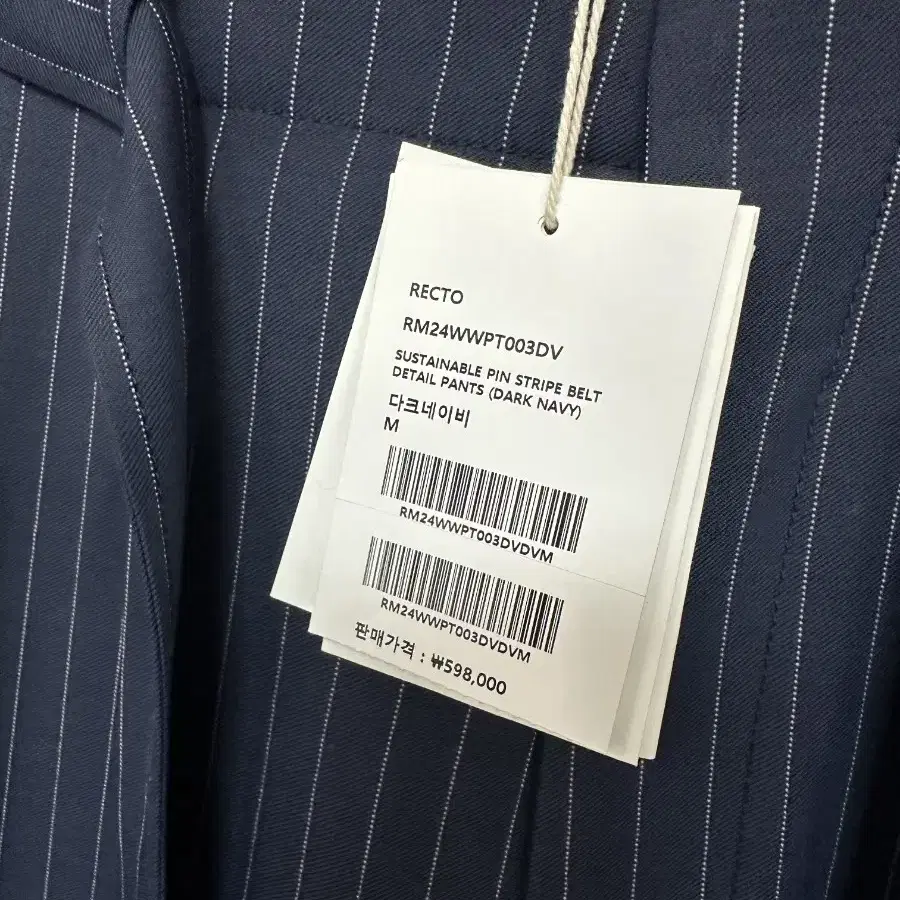 RECTO
RM24WWPT003DV
SUSTAINABLE PIN STRIPE BELT
DETAIL PANTS (DARK NAVY)
다크네이비
M
RM24WWPT003DVDVM
RM24WWPT003DVDVM
판매가격 : ₩598,000